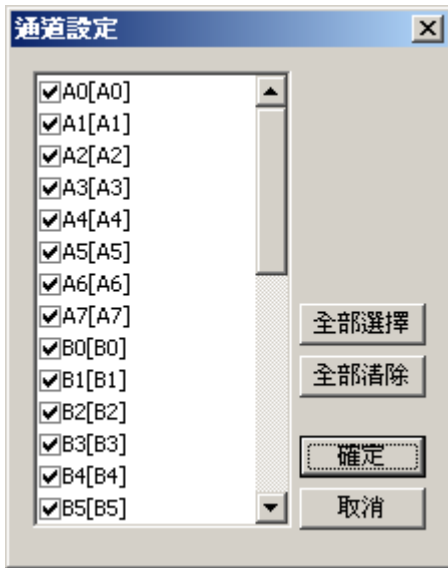 通道設定
A0[A0]
A1[A1]
A2[A2]
A3[A3]
A4[A4]
A5[A5]
A6[A6]
A7[A7]
B0[B0]
B1[B1]
B2[B2]
B3[B3]
B4[B4]
B5[B5]
全部選擇
全部清除
確定
取消